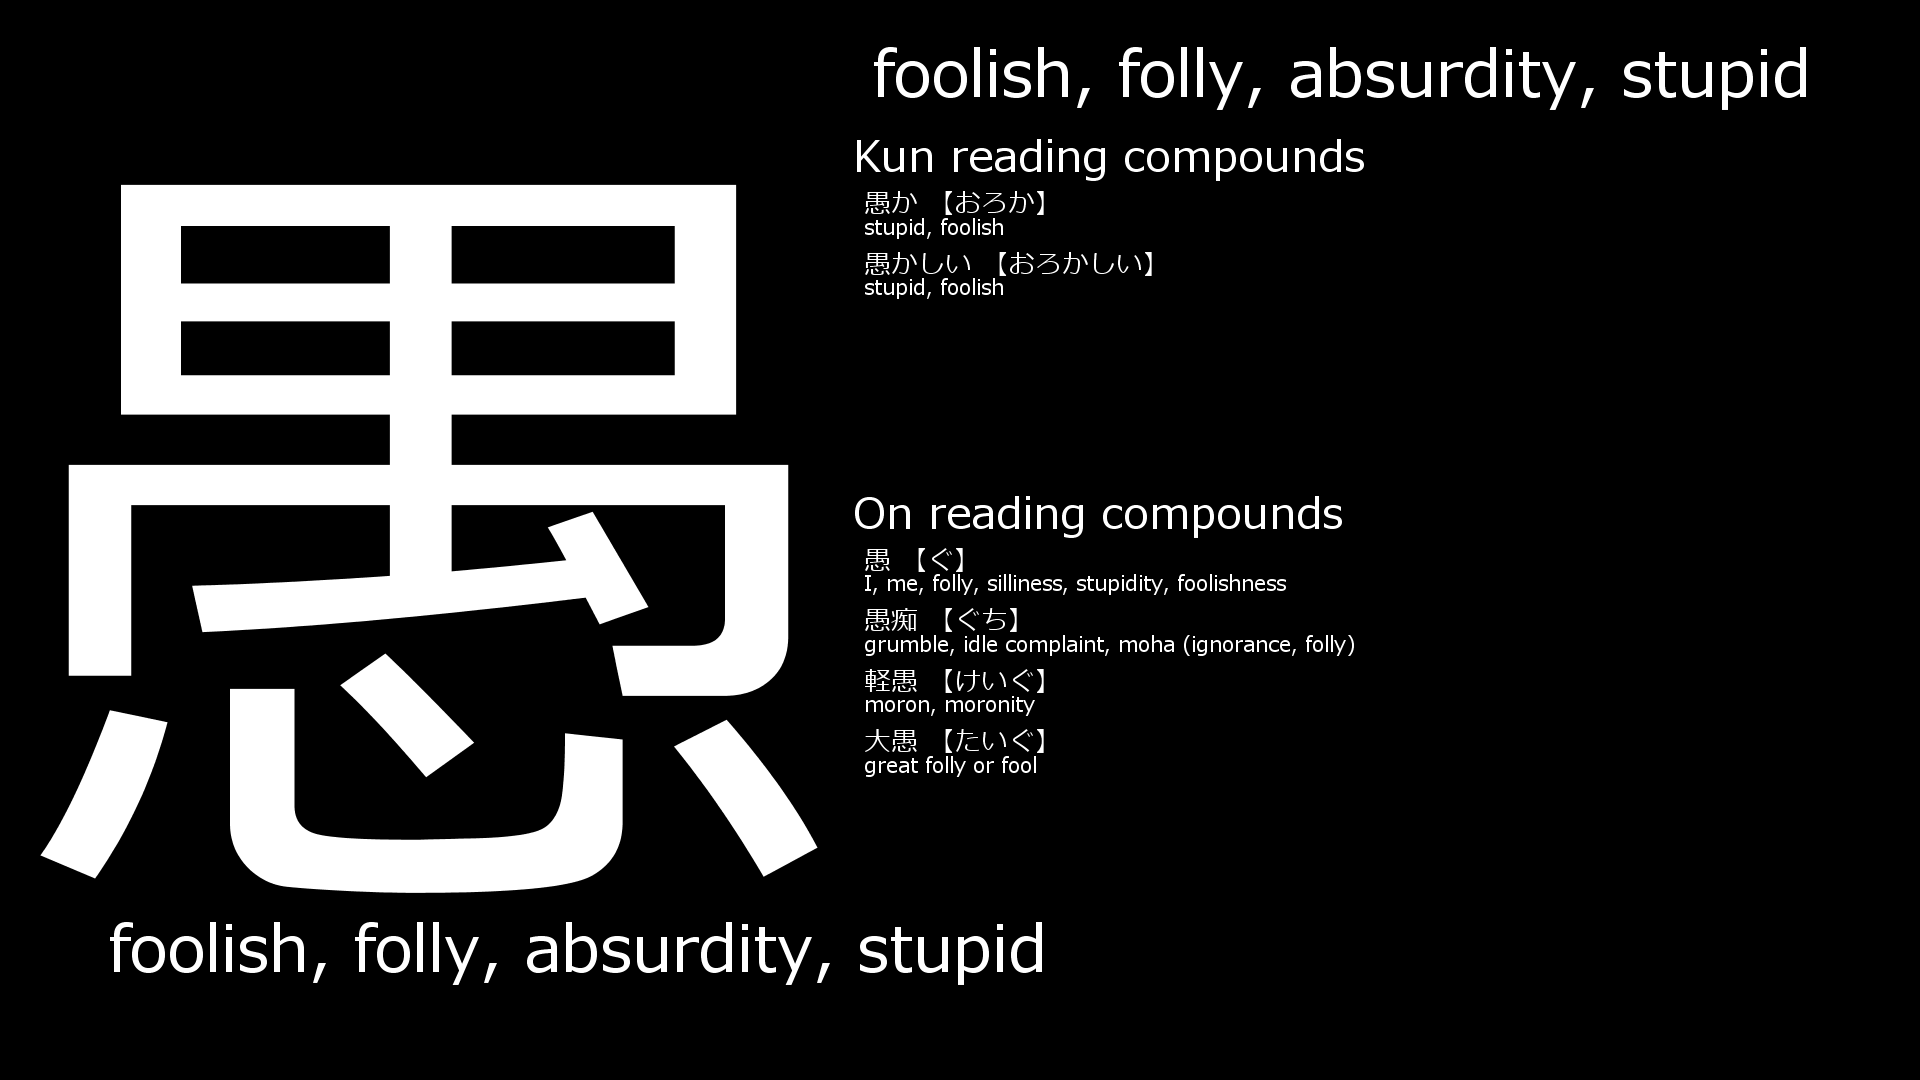 foolish, folly, absurdity, stupid
愚
Kun reading compounds
愚か 【おろか】
stupid, foolish
愚かしい 【おろかしい】
stupid, foolish
On reading compounds
愚 【ぐ】
I, me, folly, silliness, stupidity, foolishness
愚痴 【ぐち】
grumble, idle complaint, moha (ignorance, folly)
軽愚 【けいぐ】
moron, moronity
大愚 【たいぐ】
great folly or fool
foolish, folly, absurdity, stupid